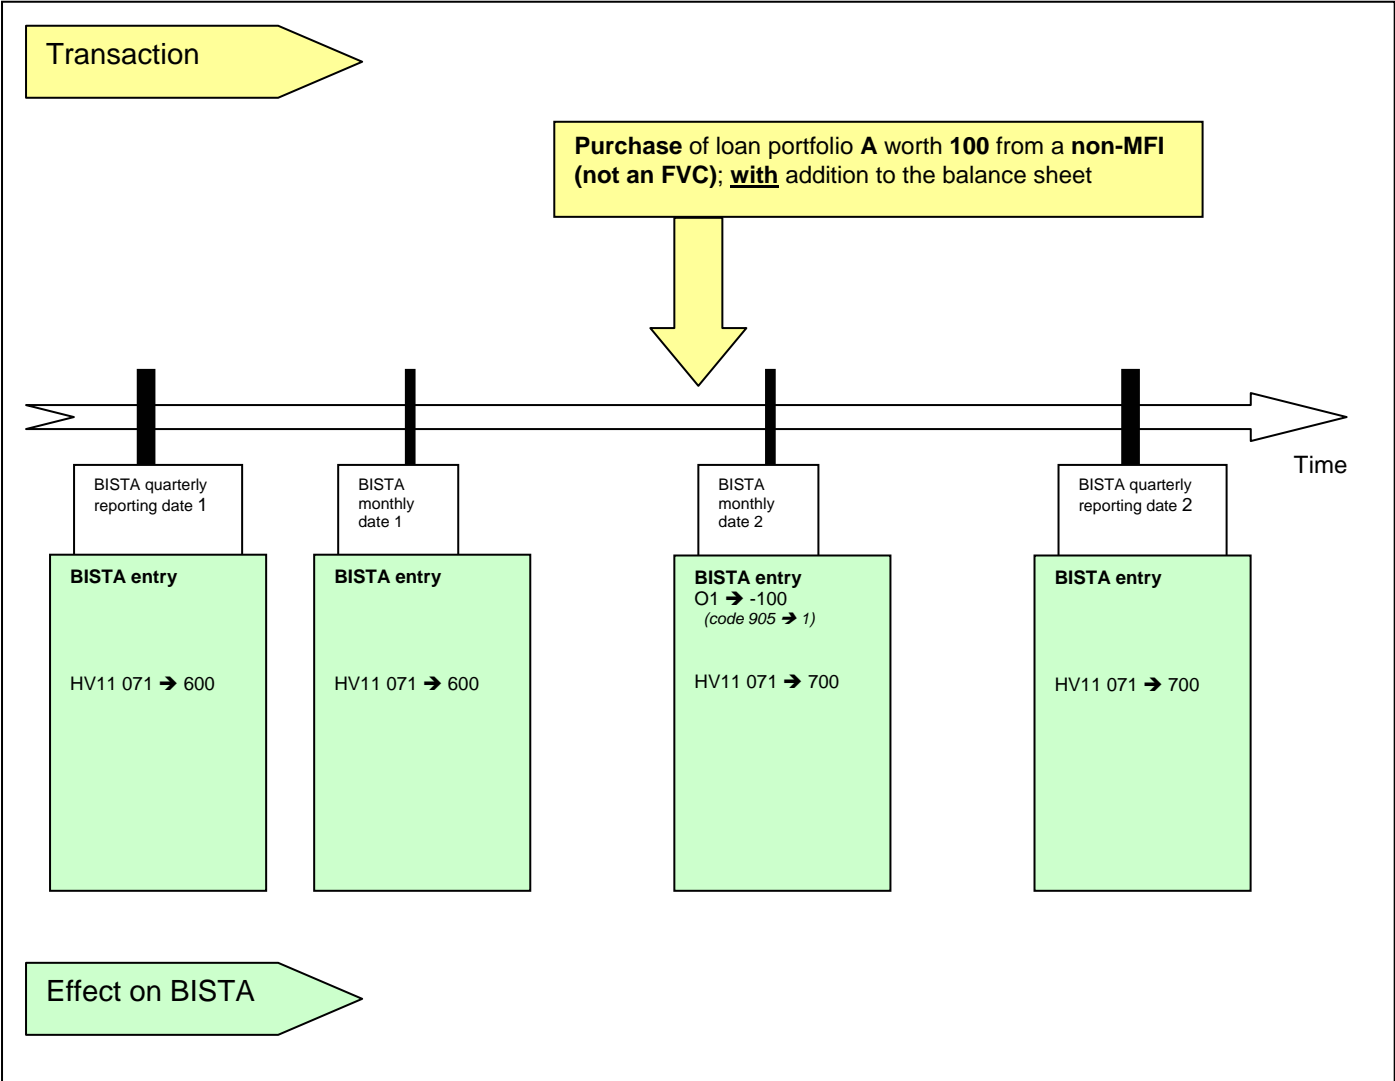 Transaction
Purchase of loan portfolio A worth 100 from a non-MFI
(not an FVC); with addition to the balance sheet
Time
BISTA quarterly
reporting date 1
BISTA
monthly
date 1
BISTA
monthly
date 2
BISTA quarterly
reporting date 2
BISTA entry
HV11 071 ➔ 600
BISTA entry
HV11 071 ➔ 600
BISTA entry
O1 ➔ -100
(code 905 ➔ 1)
HV11 071 ➔ 700
BISTA entry
HV11 071 ➔ 700
Effect on BISTA